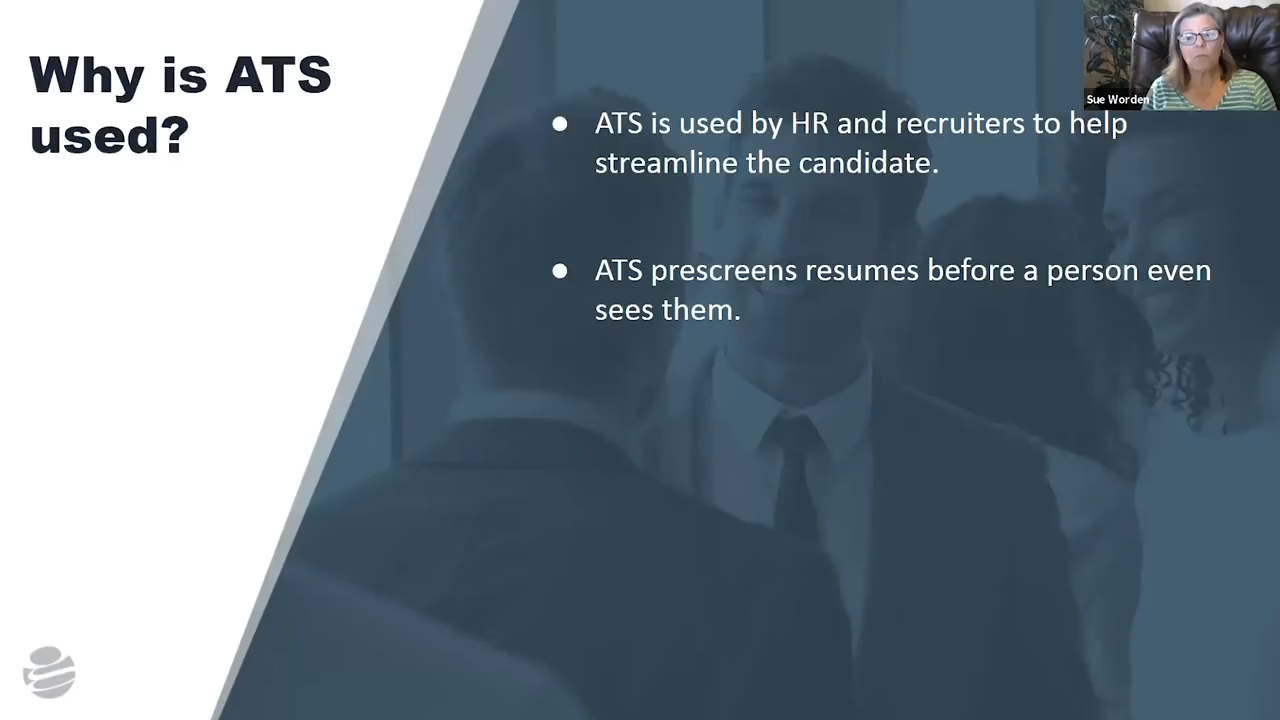 Why is ATS
used?
Sue Worden
● ATS is used by HR and recruiters to help
streamline the candidate.
● ATS prescreens resumes before a person even
sees them.